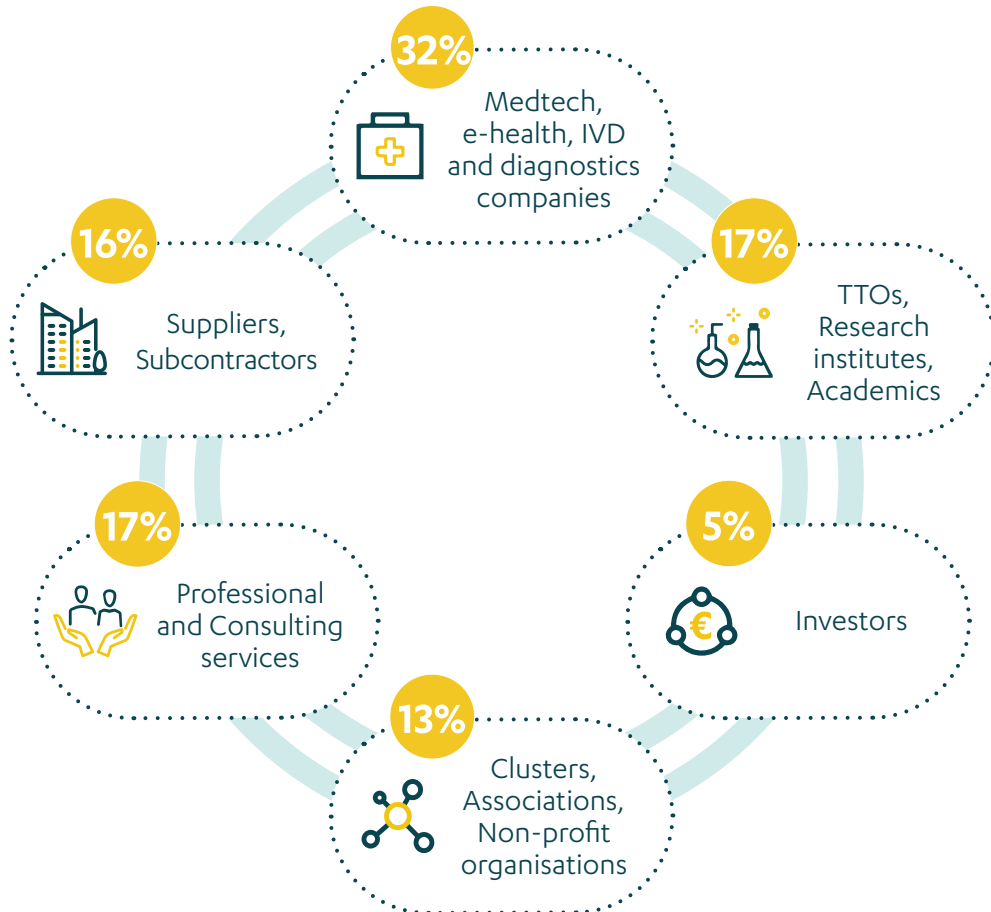 32%
Medtech,
e-health, IVD
and diagnostics
companies
16%
Suppliers,
Subcontractors
17%
TTOs,
Research
institutes,
Academics
17%
Professional
and Consulting
services
5%
€
Investors
13%
Clusters,
Associations,
Non-profit
organisations